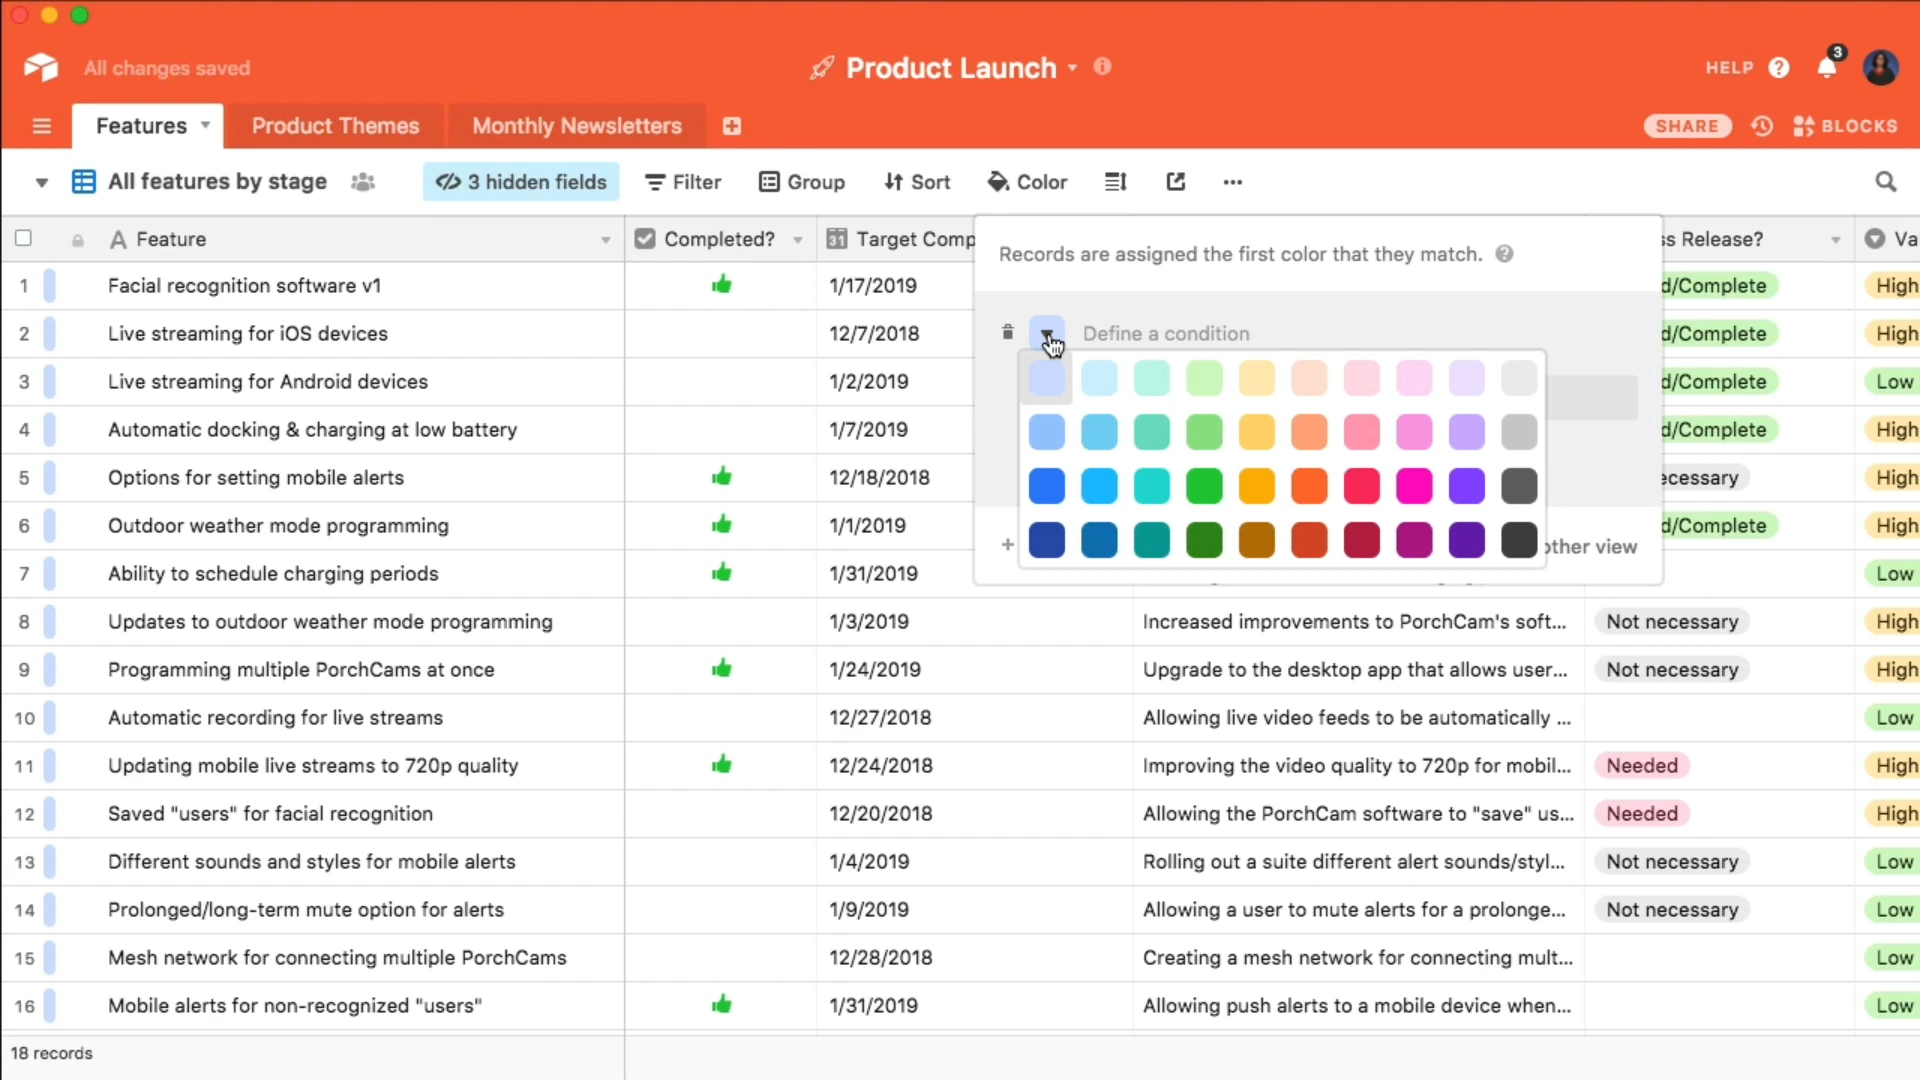 All changes saved
Product Launch
HELP
3
Features
Product Themes
Monthly Newsletters
SHARE
BLOCKS
All features by stage
3 hidden fields
Filter
Group
Sort
Color
Feature
Completed?
31
Target Comp
ss Release?
Va
Records are assigned the first color that they match.
Define a condition
other view
1 Facial recognition software v1 1/17/2019 d/Complete High
2 Live streaming for iOS devices 12/7/2018 d/Complete High
3 Live streaming for Android devices 1/2/2019 d/Complete Low
4 Automatic docking & charging at low battery 1/7/2019 d/Complete High
5 Options for setting mobile alerts 12/18/2018 ecessary High
6 Outdoor weather mode programming 1/1/2019 d/Complete High
7 Ability to schedule charging periods 1/31/2019 Low
8 Updates to outdoor weather mode programming 1/3/2019 Increased improvements to PorchCam's soft... Not necessary High
9 Programming multiple PorchCams at once 1/24/2019 Upgrade to the desktop app that allows user... Not necessary High
10 Automatic recording for live streams 12/27/2018 Allowing live video feeds to be automatically ... Low
11 Updating mobile live streams to 720p quality 12/24/2018 Improving the video quality to 720p for mobil... Needed High
12 Saved "users" for facial recognition 12/20/2018 Allowing the PorchCam software to "save" us... Needed High
13 Different sounds and styles for mobile alerts 1/4/2019 Rolling out a suite different alert sounds/styl... Not necessary Low
14 Prolonged/long-term mute option for alerts 1/9/2019 Allowing a user to mute alerts for a prolonge... Not necessary Low
15 Mesh network for connecting multiple PorchCams 12/28/2018 Creating a mesh network for connecting mult... Low
16 Mobile alerts for non-recognized "users" 1/31/2019 Allowing push alerts to a mobile device when... Low
18 records